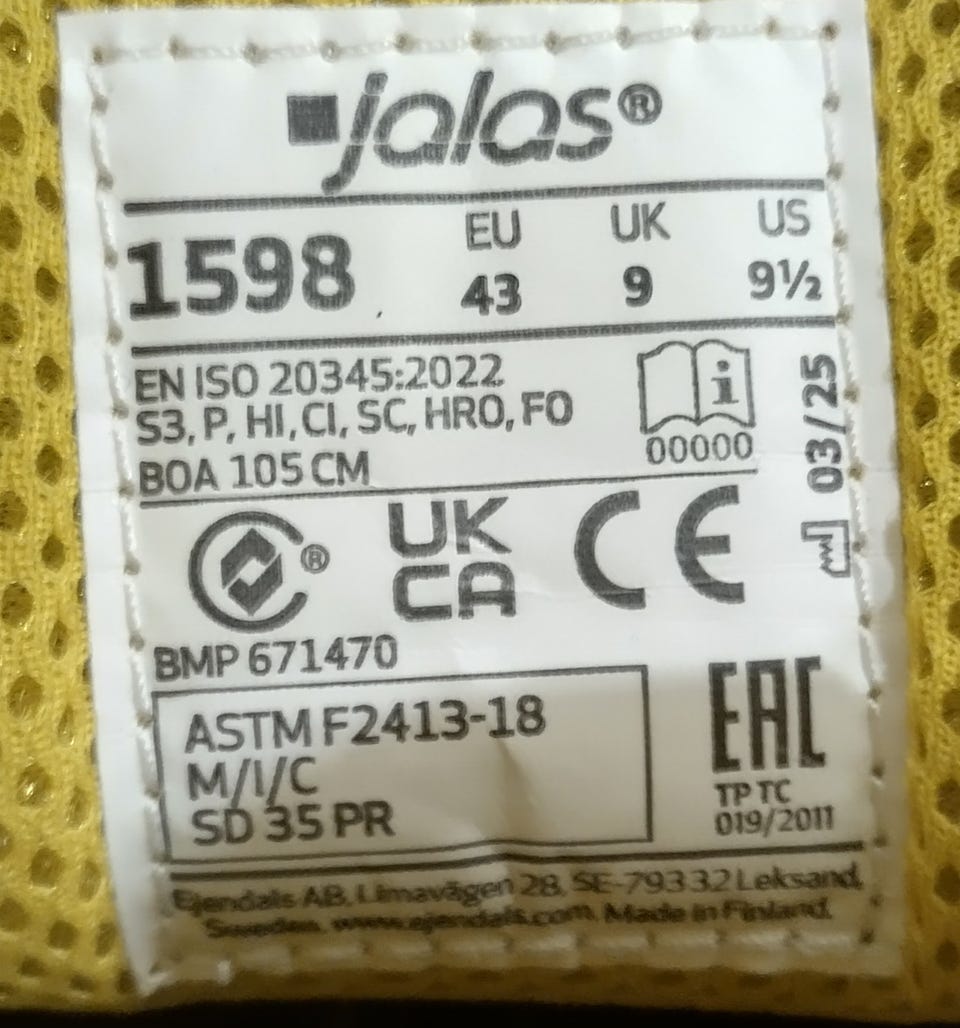 jalas®
1598 EU UK US
43 9 9½
EN ISO 20345:2022
S3, P, HI, CI, SC, HRO, FO
BOA 105 CM
i
00000
03/25
® UK CA CE
BMP 671470
ASTM F2413-18
M/I/C
SD 35 PR
EAC
TP TC
019/2011
Ejendals AB, Limavägen 28, SE-79332 Leksand,
Sweden. www.ejendals.com. Made in Finland.